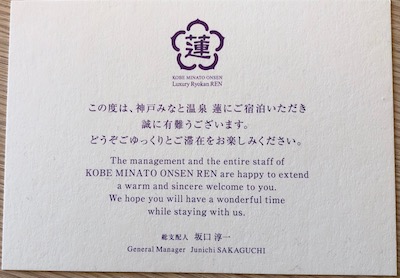 蓮
KOBE MINATO ONSEN
Luxury Ryokan REN
この度は、神戸みなと温泉 蓮にご宿泊いただき
誠に有難うございます。
どうぞごゆっくりとご滞在をお楽しみください。
The management and the entire staff of
KOBE MINATO ONSEN REN are happy to extend
a warm and sincere welcome to you.
We hope you will have a wonderful time
while staying with us.
総支配人 坂口 淳一
General Manager Junichi SAKAGUCHI